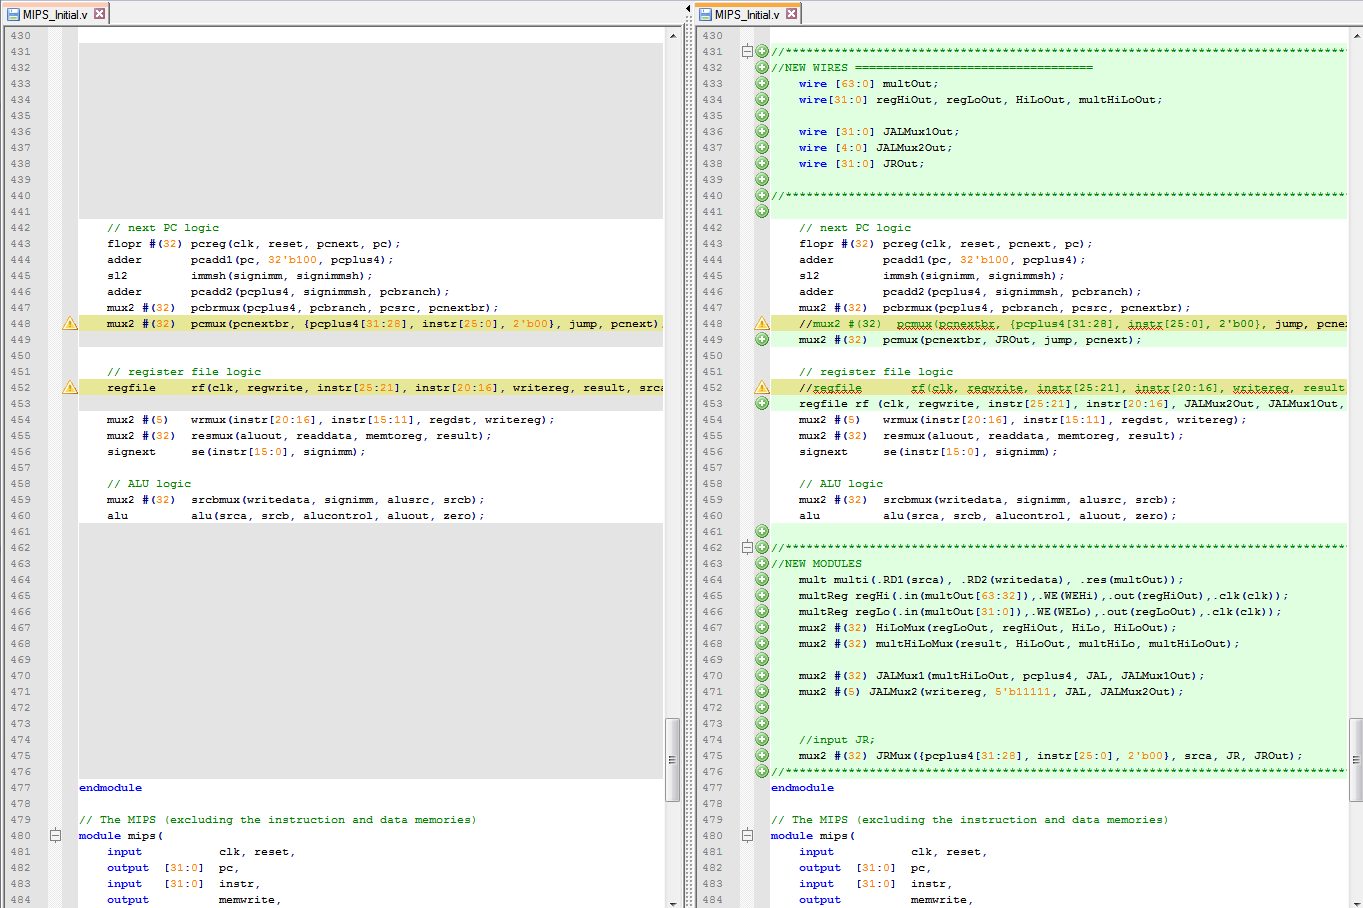 MIPS_Initial.v
430
431
432
433
434
435
436
437
438
439
440
441
442 // next PC logic
443 flopr #(32) pcreg(clk, reset, pcnext, pc);
444 adder pcadd1(pc, 32'b100, pcplus4);
445 sl2 immsh(signimm, signimmsh);
446 adder pcadd2(pcplus4, signimmsh, pcbranch);
447 mux2 #(32) pcbrmux(pcplus4, pcbranch, pcsrc, pcnextbr);
448 mux2 #(32) pcmux(pcnextbr, {pcplus4[31:28], instr[25:0], 2'b00}, jump, pcnext)
449
450
451 // register file logic
452 regfile rf(clk, regwrite, instr[25:21], instr[20:16], writereg, result, srca
453
454 mux2 #(5) wrmux(instr[20:16], instr[15:11], regdst, writereg);
455 mux2 #(32) resmux(aluout, readdata, memtoreg, result);
456 signext se(instr[15:0], signimm);
457
458 // ALU logic
459 mux2 #(32) srcbmux(writedata, signimm, alusrc, srcb);
460 alu alu(srca, srcb, alucontrol, aluout, zero);
461
462
463
464
465
466
467
468
469
470
471
472
473
474
475
476
477 endmodule
478
479 // The MIPS (excluding the instruction and data memories)
480 module mips(
481 input clk, reset,
482 output [31:0] pc,
483 input [31:0] instr,
484 output memwrite,
MIPS_Initial.v
430
431 //**********************************************************************************
432 //NEW WIRES ==================================
433 wire [63:0] multOut;
434 wire[31:0] regHiOut, regLoOut, HiLoOut, multHiLoOut;
435
436 wire [31:0] JALMux1Out;
437 wire [4:0] JALMux2Out;
438 wire [31:0] JROut;
439
440 //**********************************************************************************
441
442 // next PC logic
443 flopr #(32) pcreg(clk, reset, pcnext, pc);
444 adder pcadd1(pc, 32'b100, pcplus4);
445 sl2 immsh(signimm, signimmsh);
446 adder pcadd2(pcplus4, signimmsh, pcbranch);
447 mux2 #(32) pcbrmux(pcplus4, pcbranch, pcsrc, pcnextbr);
448 //mux2 #(32) pcmux(pcnextbr, {pcplus4[31:28], instr[25:0], 2'b00}, jump, pcne
449 mux2 #(32) pcmux(pcnextbr, JROut, jump, pcnext);
450
451 // register file logic
452 //regfile rf(clk, regwrite, instr[25:21], instr[20:16], writereg, result
453 regfile rf (clk, regwrite, instr[25:21], instr[20:16], JALMux2Out, JALMux1Out,
454 mux2 #(5) wrmux(instr[20:16], instr[15:11], regdst, writereg);
455 mux2 #(32) resmux(aluout, readdata, memtoreg, result);
456 signext se(instr[15:0], signimm);
457
458 // ALU logic
459 mux2 #(32) srcbmux(writedata, signimm, alusrc, srcb);
460 alu alu(srca, srcb, alucontrol, aluout, zero);
461
462 //**********************************************************************************
463 //NEW MODULES
464 mult multi(.RD1(srca), .RD2(writedata), .res(multOut));
465 multReg regHi(.in(multOut[63:32]),.WE(WEHi),.out(regHiOut),.clk(clk));
466 multReg regLo(.in(multOut[31:0]),.WE(WELo),.out(regLoOut),.clk(clk));
467 mux2 #(32) HiLoMux(regLoOut, regHiOut, HiLo, HiLoOut);
468 mux2 #(32) multHiLoMux(result, HiLoOut, multHiLo, multHiLoOut);
469
470 mux2 #(32) JALMux1(multHiLoOut, pcplus4, JAL, JALMux1Out);
471 mux2 #(5) JALMux2(writereg, 5'b11111, JAL, JALMux2Out);
472
473
474 //input JR;
475 mux2 #(32) JRMux({pcplus4[31:28], instr[25:0], 2'b00}, srca, JR, JROut);
476 //**********************************************************************************
477 endmodule
478
479 // The MIPS (excluding the instruction and data memories)
480 module mips(
481 input clk, reset,
482 output [31:0] pc,
483 input [31:0] instr,
484 output memwrite,